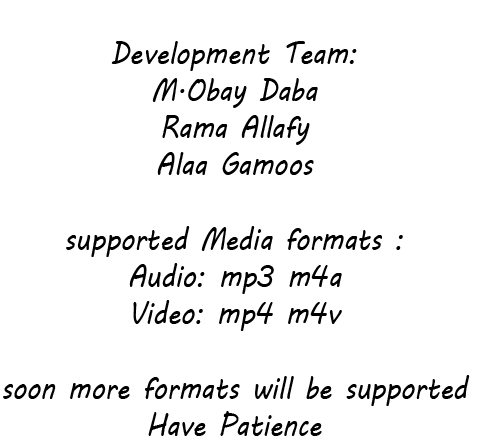 Development Team:
M.Obay Daba
Rama Allafy
Alaa Gamoos
supported Media formats :
Audio: mp3 m4a
Video: mp4 m4v
soon more formats will be supported
Have Patience